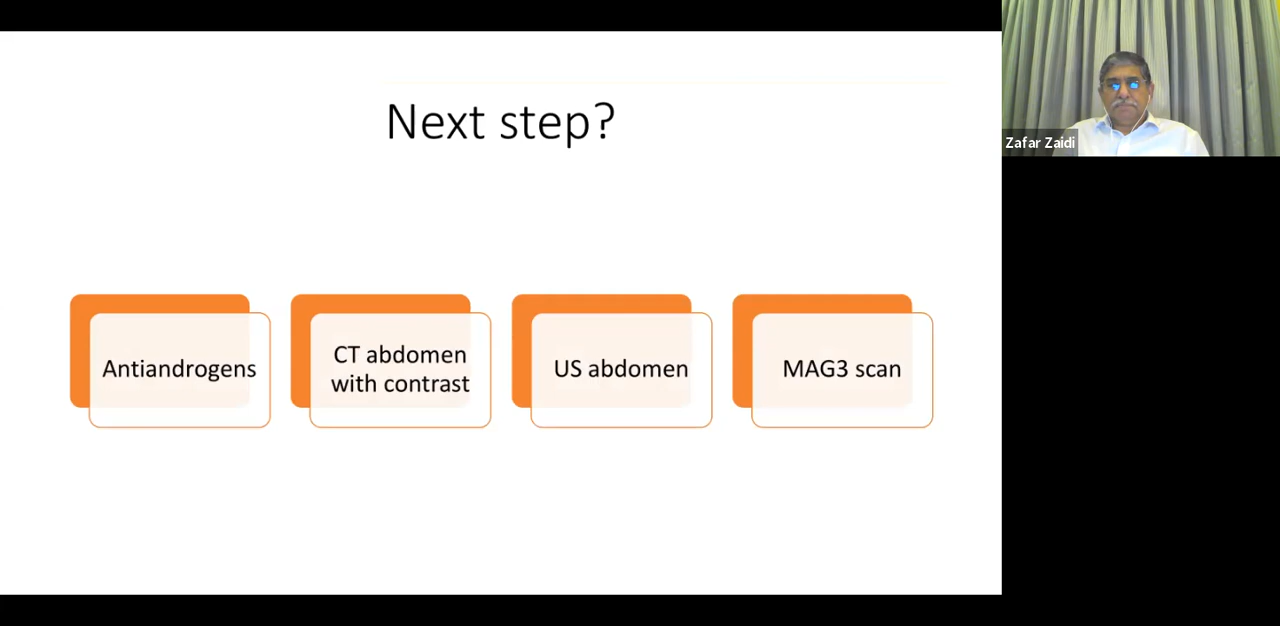 Next step?
Antiandrogens
CT abdomen
with contrast
US abdomen
MAG3 scan
Zafar Zaidi